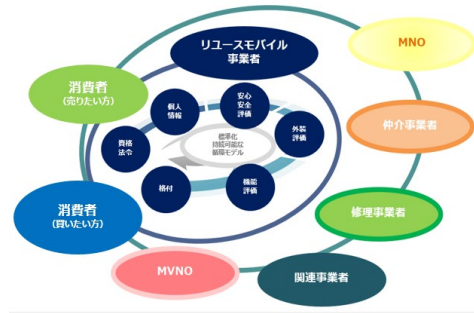 リユースモバイル
事業者
MNO
消費者
（売りたい方）
個人
情報
安心
安全
評価
仲介事業者
資格
法令
標準化
持続可能な
循環モデル
外装
評価
格付
機能
評価
消費者
（買いたい方）
修理事業者
MVNO
関連事業者